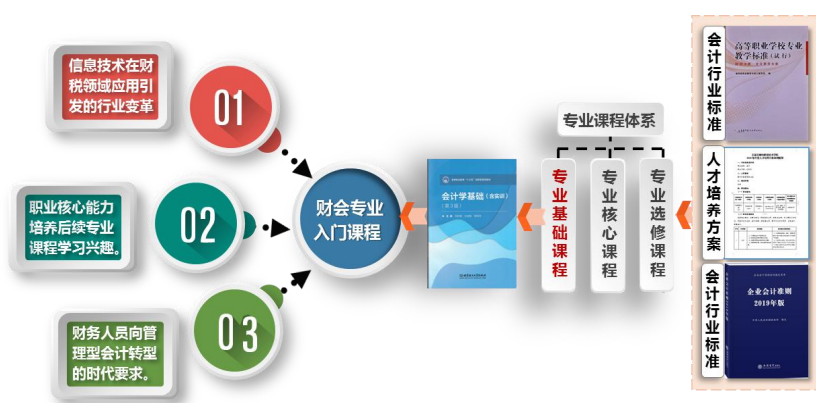 信息技术在财
税领域应用引
发的行业变革
01
职业核心能力
培养后续专业
课程学习兴趣。
02
财务人员向管
理型会计转型
的时代要求。
03
财会专业
入门课程
会计学基础（含实训）
（第3版）
专业课程体系
专业基础课程
专业核心课程
专业选修课程
会计行业标准
高等职业学校专业
教学标准（试行）
人才培养方案
会计行业标准
企业会计准则
2019年版